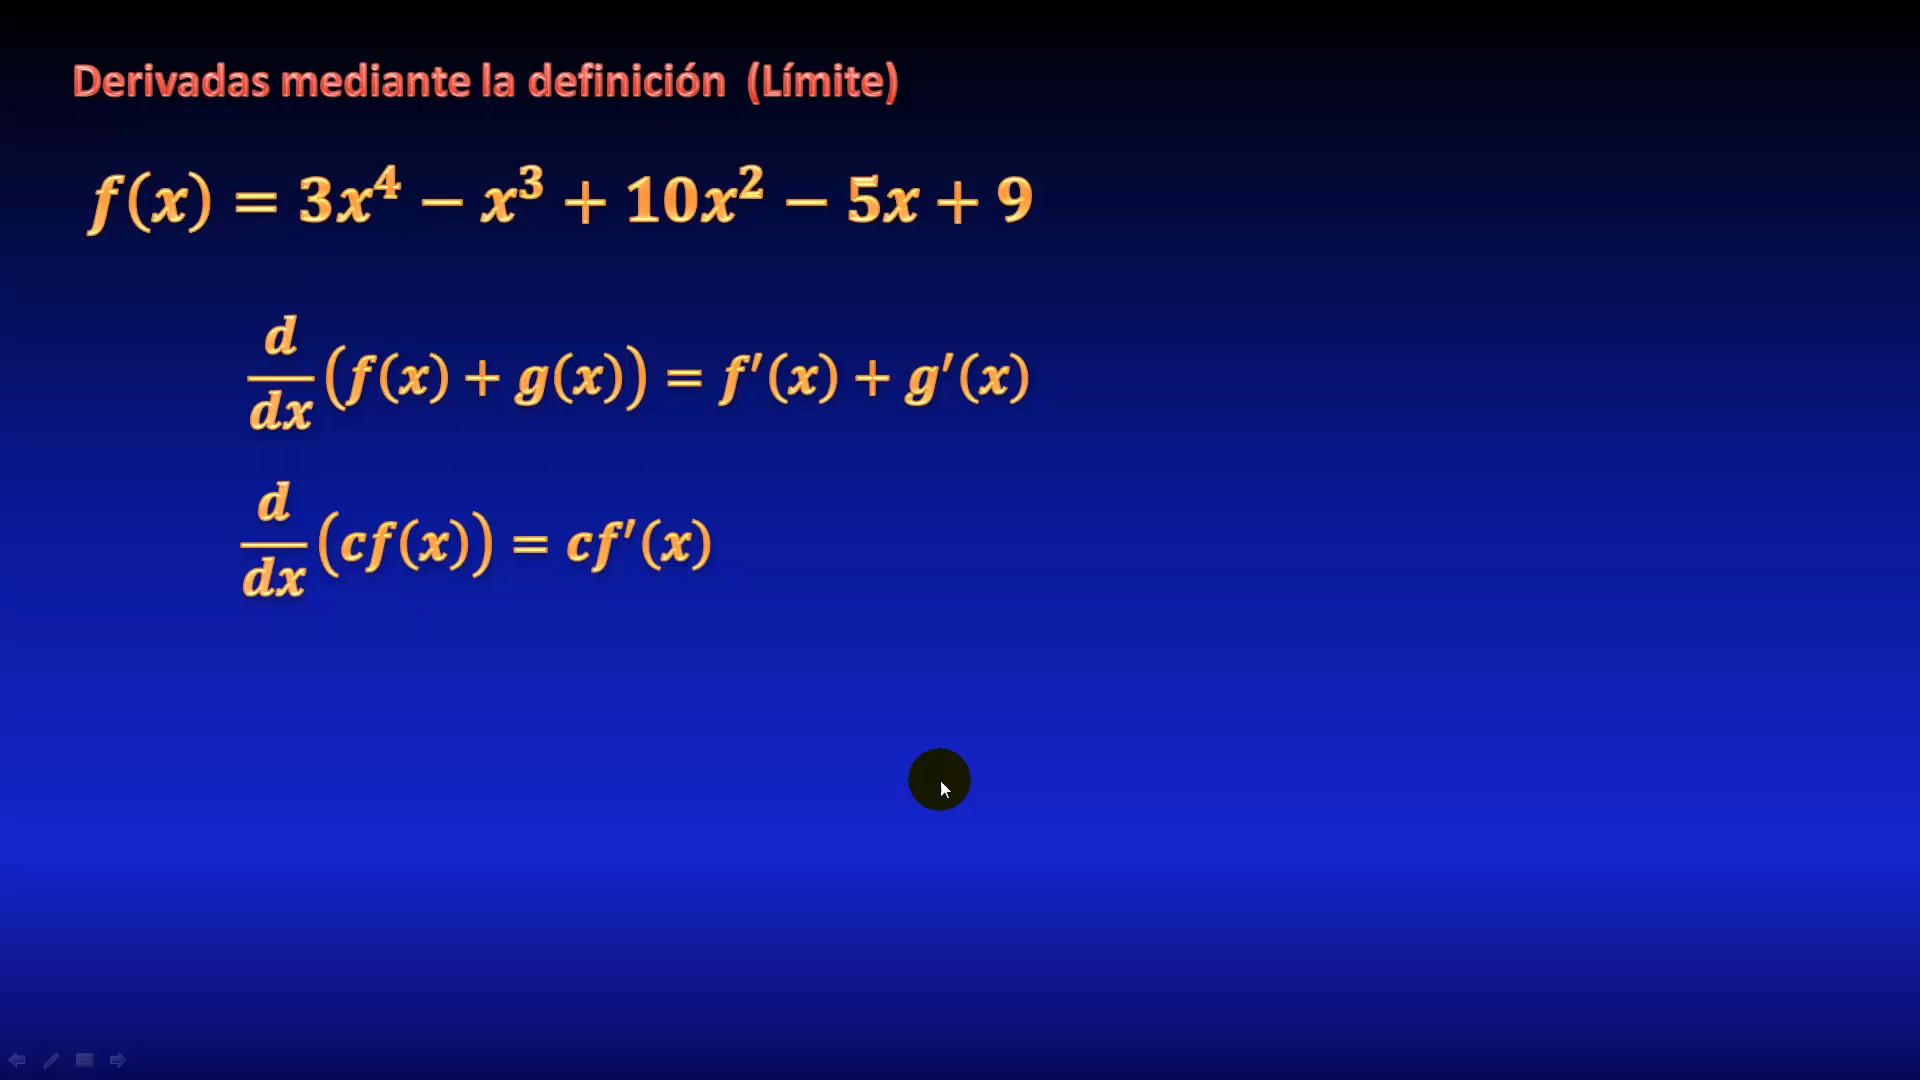 Derivadas mediante la definición (Límite)
f(x) = 3x⁴ − x³ + 10x² − 5x + 9
d/dx (f(x) + g(x)) = f′(x) + g′(x)
d/dx (cf(x)) = cf′(x)